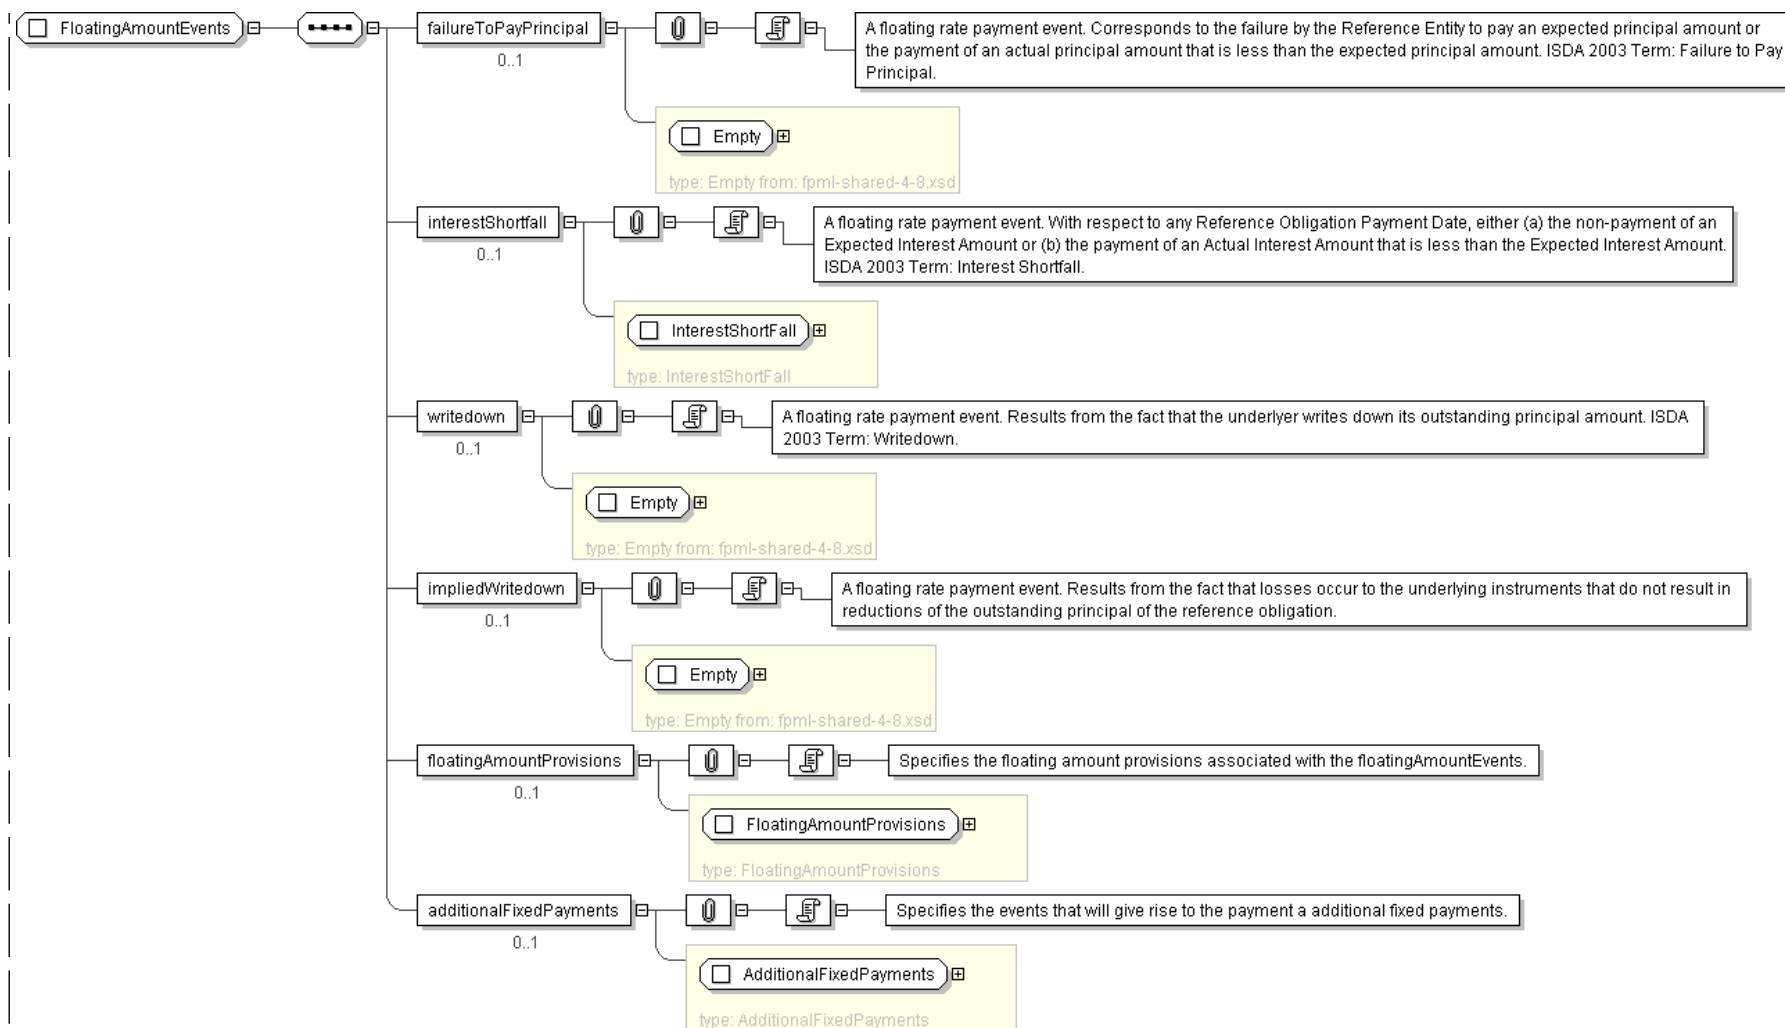 FloatingAmountEvents
failureToPayPrincipal
0..1
A floating rate payment event. Corresponds to the failure by the Reference Entity to pay an expected principal amount or
the payment of an actual principal amount that is less than the expected principal amount. ISDA 2003 Term: Failure to Pay
Principal.
Empty
type: Empty from: fpml-shared-4-8.xsd
interestShortfall
0..1
A floating rate payment event. With respect to any Reference Obligation Payment Date, either (a) the non-payment of an
Expected Interest Amount or (b) the payment of an Actual Interest Amount that is less than the Expected Interest Amount.
ISDA 2003 Term: Interest Shortfall.
InterestShortFall
type: InterestShortFall
writedown
0..1
A floating rate payment event. Results from the fact that the underlyer writes down its outstanding principal amount. ISDA
2003 Term: Writedown.
Empty
type: Empty from: fpml-shared-4-8.xsd
impliedWritedown
0..1
A floating rate payment event. Results from the fact that losses occur to the underlying instruments that do not result in
reductions of the outstanding principal of the reference obligation.
Empty
type: Empty from: fpml-shared-4-8.xsd
floatingAmountProvisions
0..1
Specifies the floating amount provisions associated with the floatingAmountEvents.
FloatingAmountProvisions
type: FloatingAmountProvisions
additionalFixedPayments
0..1
Specifies the events that will give rise to the payment a additional fixed payments.
AdditionalFixedPayments
type: AdditionalFixedPayments